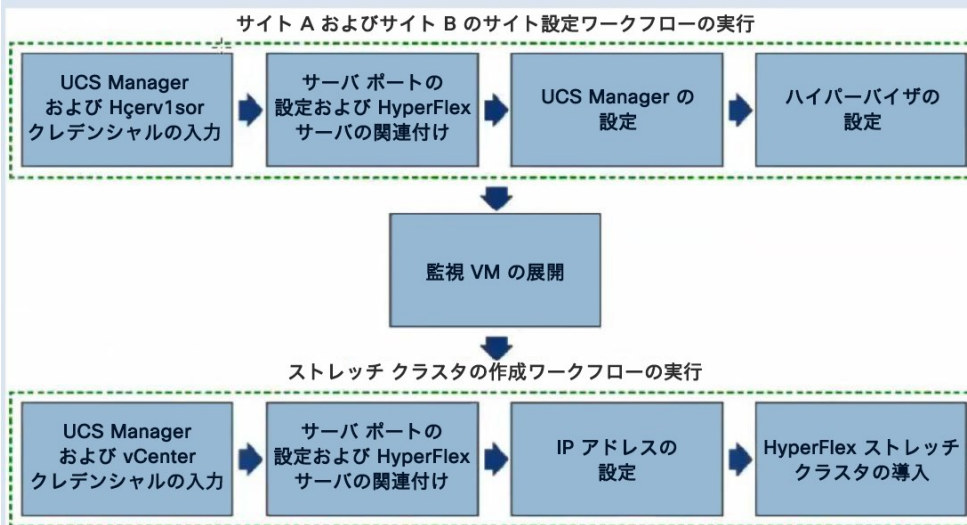 サイト A およびサイト B のサイト設定ワークフローの実行
UCS Manager
および Hçerv1sor
クレデンシャルの入力
サーバ ポートの
設定および HyperFlex
サーバの関連付け
UCS Manager の
設定
ハイパーバイザの
設定
監視 VM の展開
ストレッチ クラスタの作成ワークフローの実行
UCS Manager
および vCenter
クレデンシャルの入力
サーバ ポートの
設定および HyperFlex
サーバの関連付け
IP アドレスの
設定
HyperFlex ストレッチ
クラスタの導入